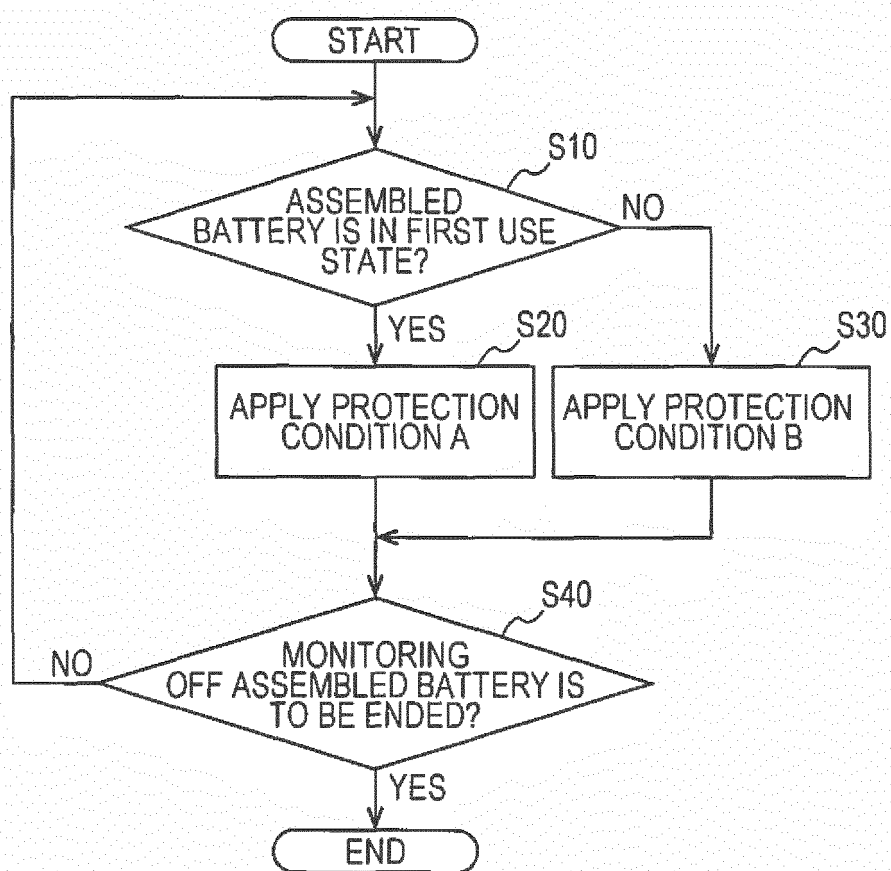 START
S10
ASSEMBLED
BATTERY IS IN FIRST USE
STATE?
NO
YES
S20
S30
APPLY PROTECTION
CONDITION A
APPLY PROTECTION
CONDITION B
S40
MONITORING
OFF ASSEMBLED BATTERY IS
TO BE ENDED?
NO
YES
END